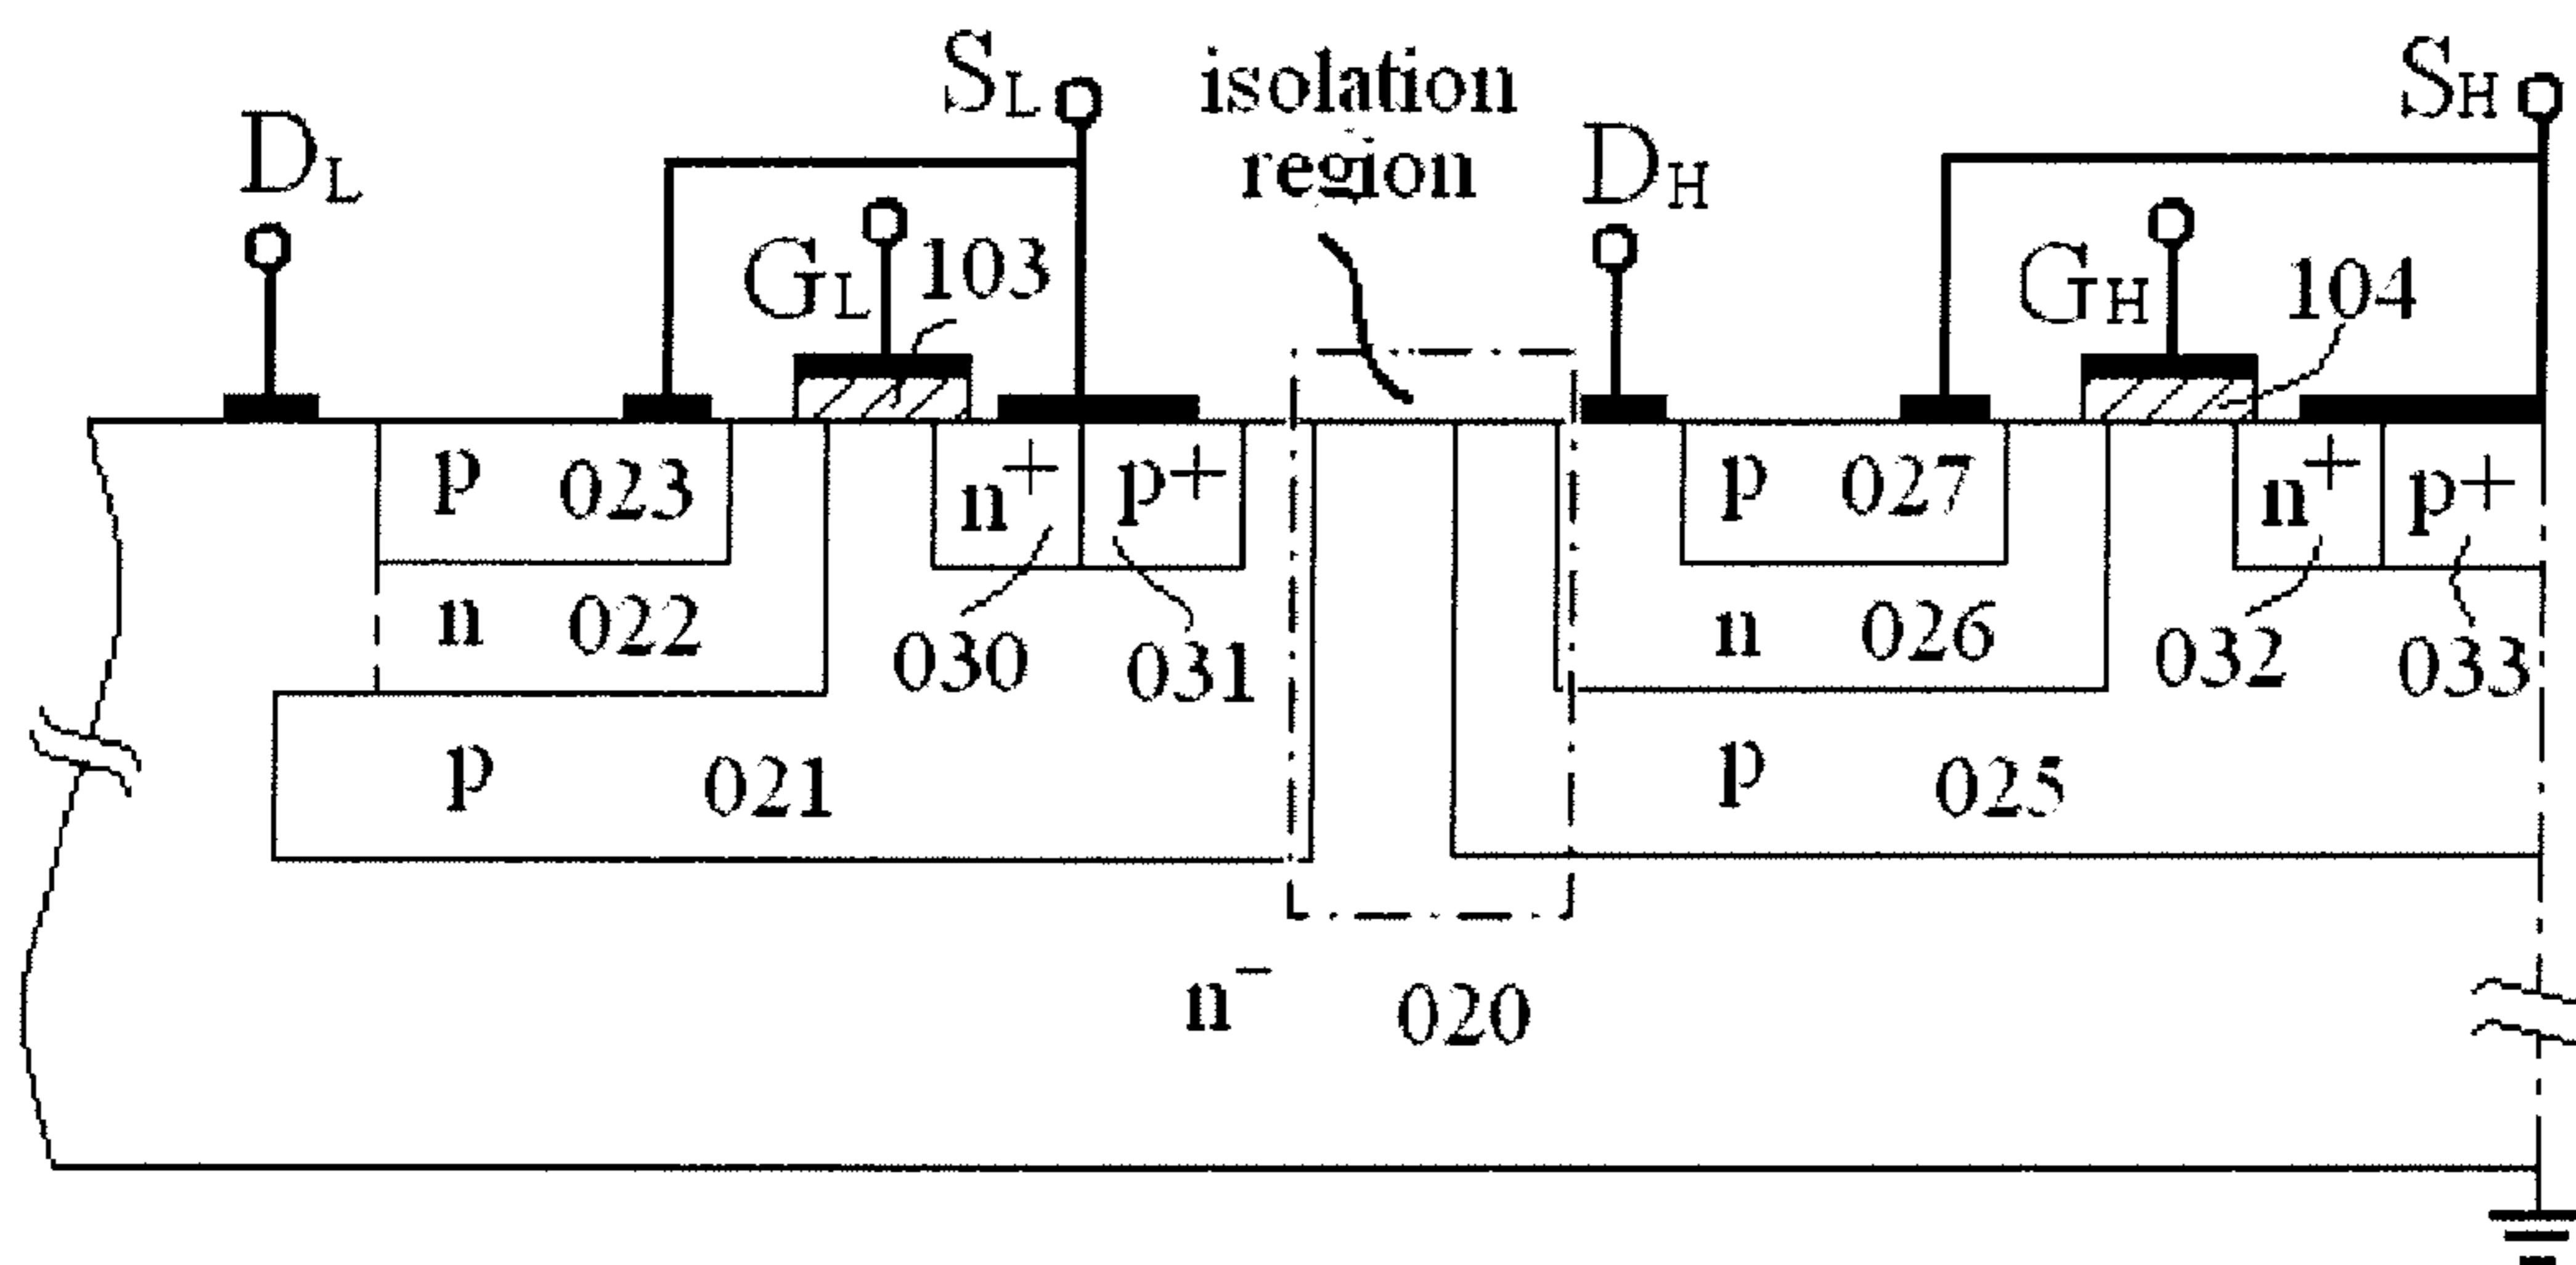 SL
isolation
region
SH
DL
DH
GL
103
GH
104
p 023
n+
p+
p 027
n+
p+
n 022
030
031
n 026
032
033
p 021
p 025
n− 020